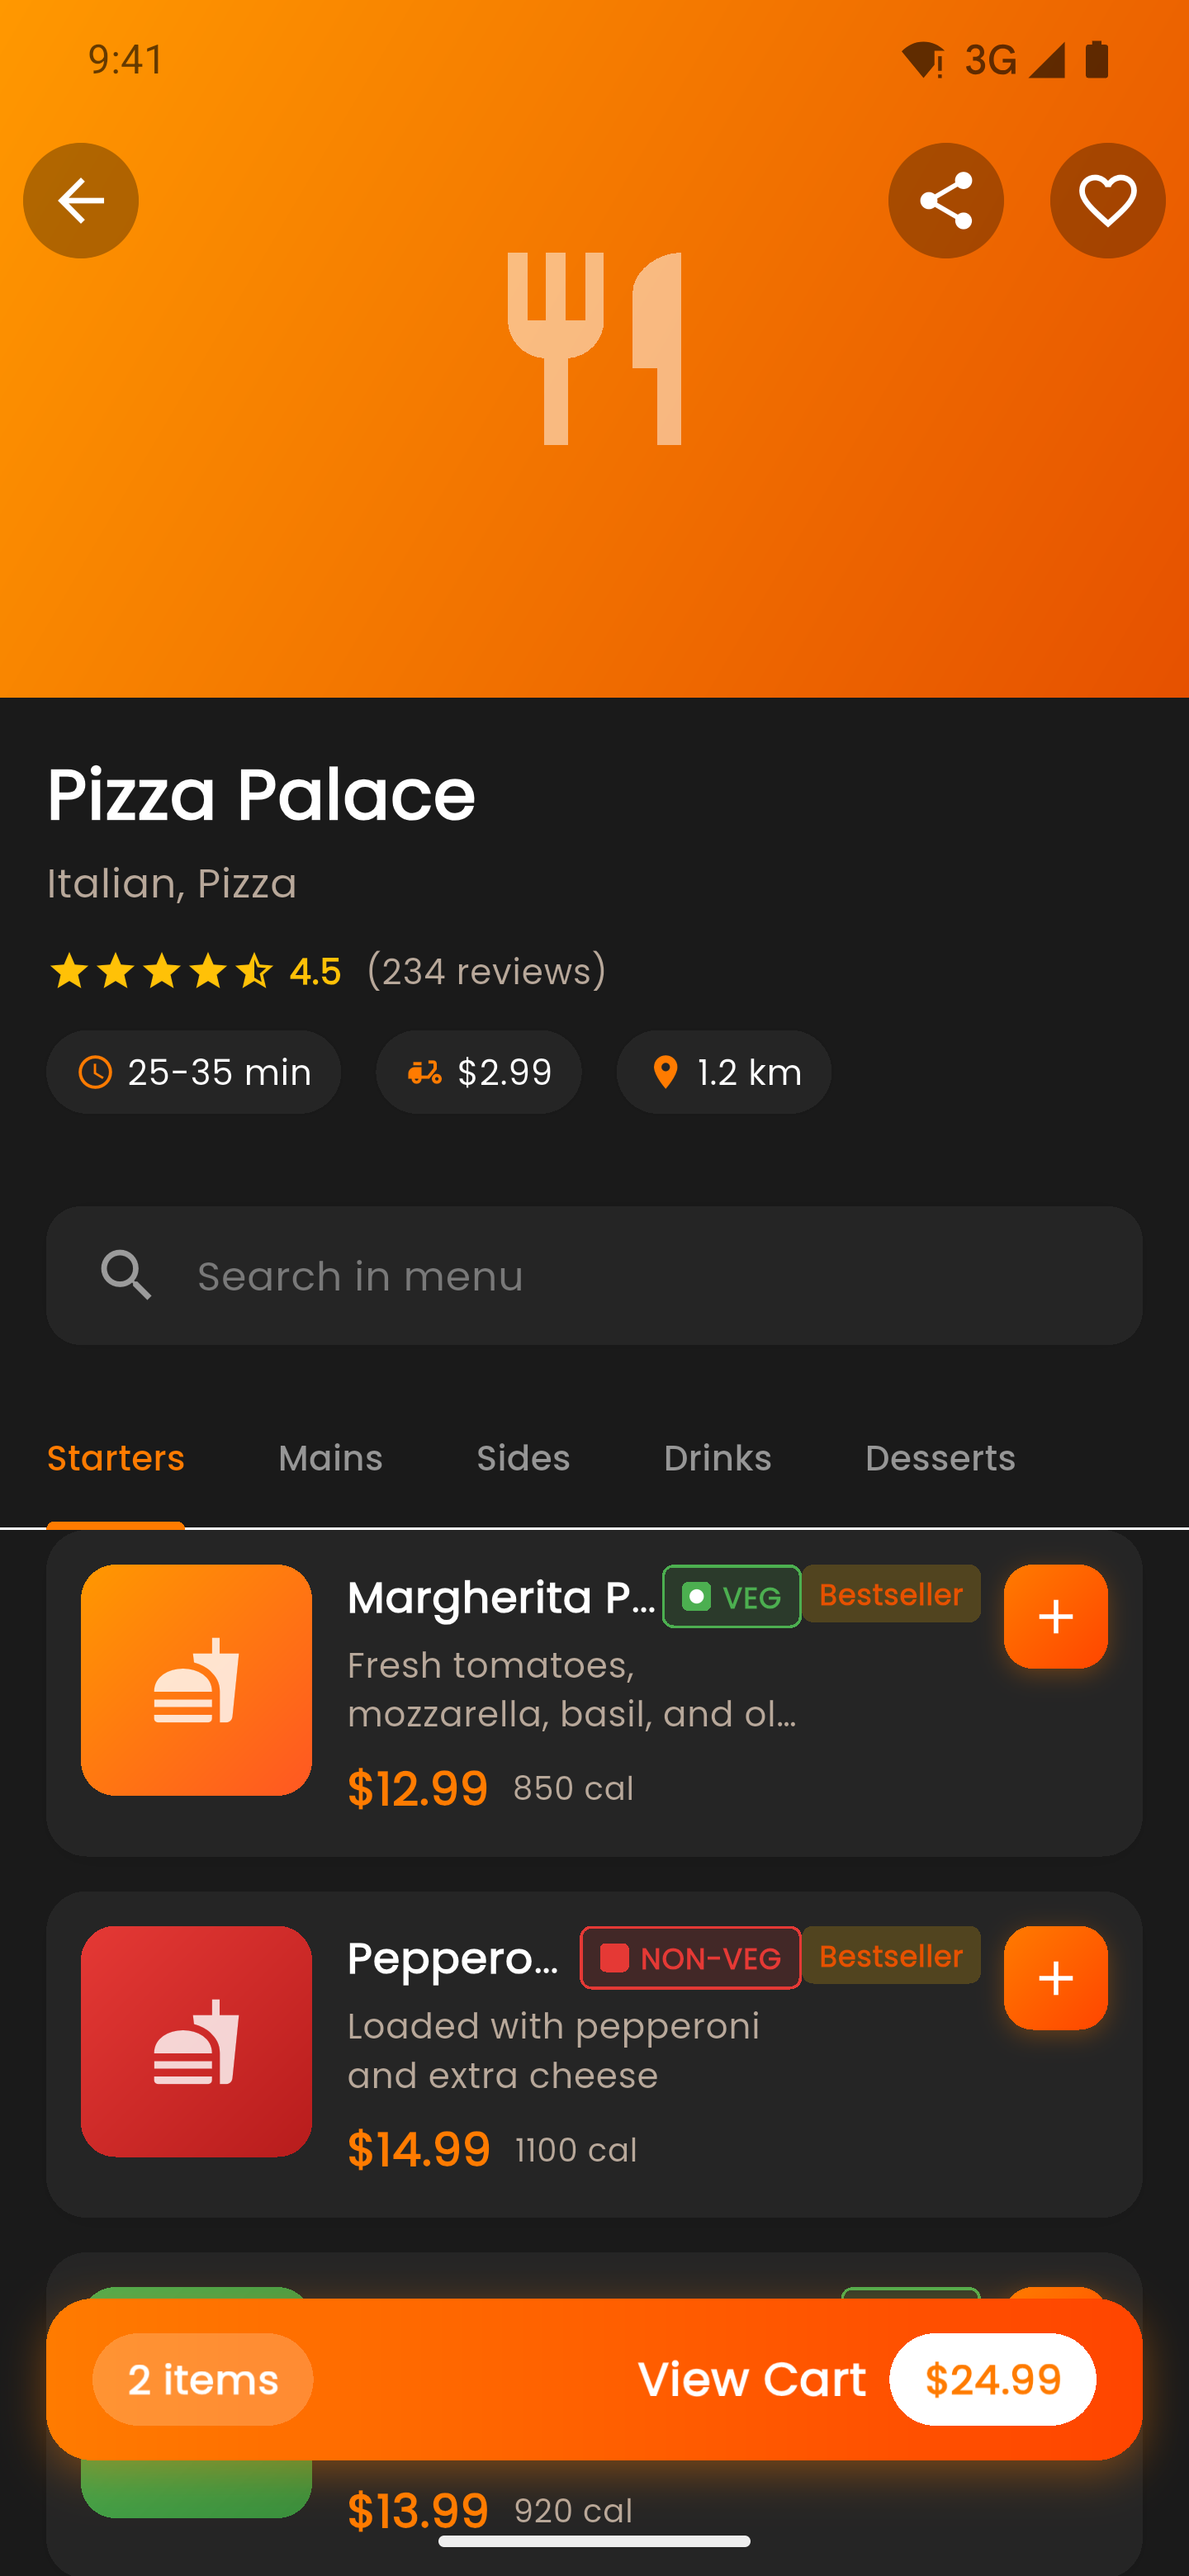 9:41
3G
Pizza Palace
Italian, Pizza
4.5 (234 reviews)
25-35 min $2.99 1.2 km
Search in menu
Starters Mains Sides Drinks Desserts
Margherita P... VEG Bestseller
Fresh tomatoes,
mozzarella, basil, and ol...
$12.99 850 cal
Peppero... NON-VEG Bestseller
Loaded with pepperoni
and extra cheese
$14.99 1100 cal
2 items View Cart $24.99
$13.99 920 cal